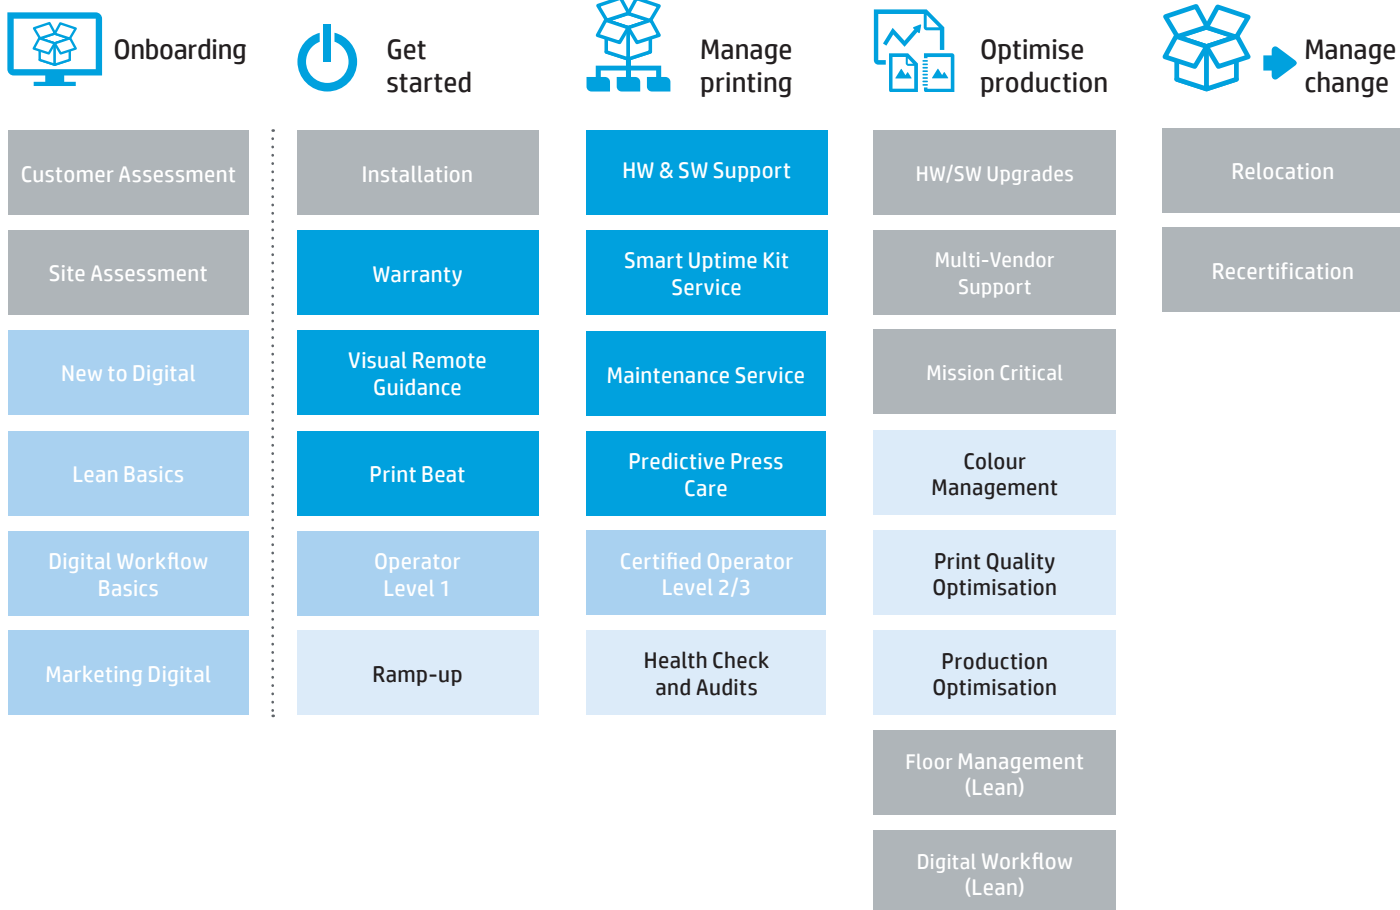 Onboarding
Get
started
Manage
printing
Optimise
production
Manage
change
Customer Assessment
Site Assessment
New to Digital
Lean Basics
Digital Workflow
Basics
Marketing Digital
Installation
Warranty
Visual Remote
Guidance
Print Beat
Operator
Level 1
Ramp-up
HW & SW Support
Smart Uptime Kit
Service
Maintenance Service
Predictive Press
Care
Certified Operator
Level 2/3
Health Check
and Audits
HW/SW Upgrades
Multi-Vendor
Support
Mission Critical
Colour
Management
Print Quality
Optimisation
Production
Optimisation
Floor Management
(Lean)
Digital Workflow
(Lean)
Relocation
Recertification